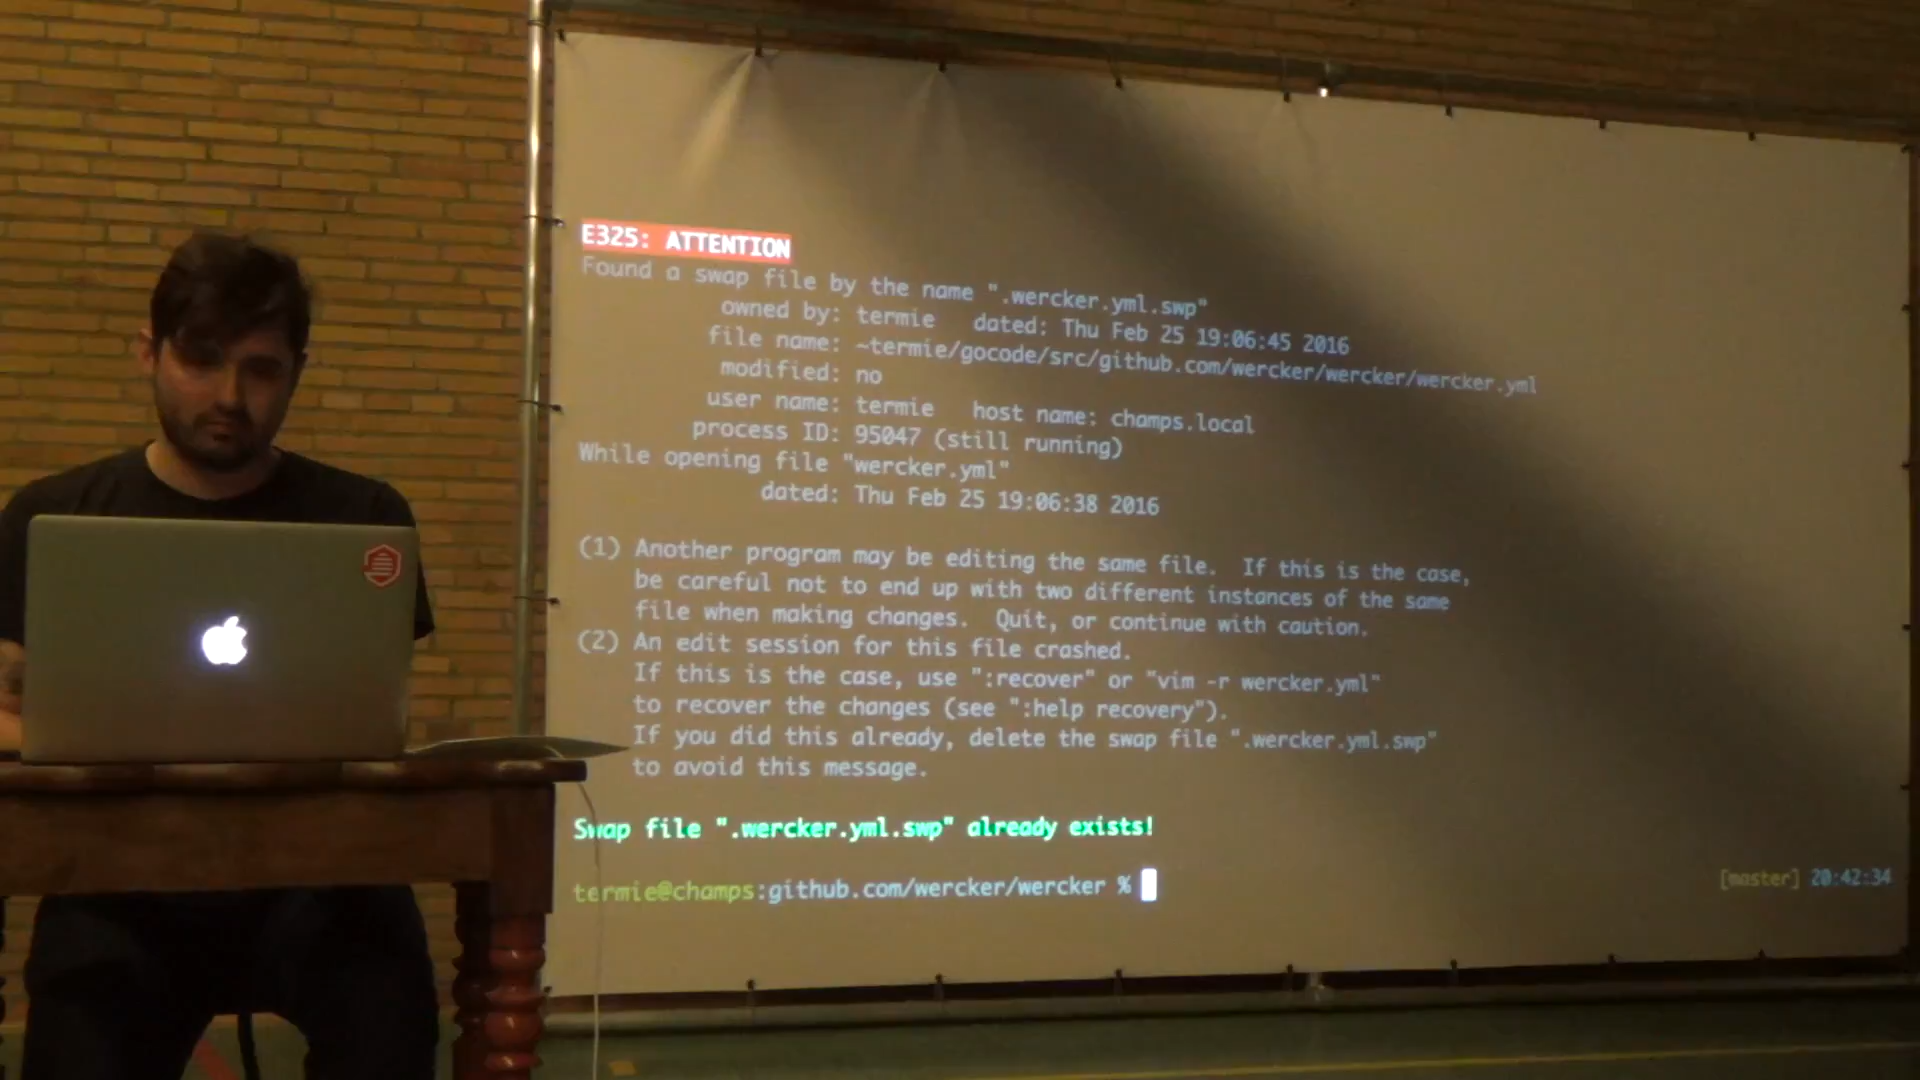 E325: ATTENTION
Found a swap file by the name ".wercker.yml.swp"
owned by: termie   dated: Thu Feb 25 19:06:45 2016
file name: ~termie/gocode/src/github.com/wercker/wercker/wercker.yml
modified: no
user name: termie   host name: champs.local
process ID: 95047 (still running)
While opening file "wercker.yml"
dated: Thu Feb 25 19:06:38 2016
(1) Another program may be editing the same file.  If this is the case,
be careful not to end up with two different instances of the same
file when making changes.  Quit, or continue with caution.
(2) An edit session for this file crashed.
If this is the case, use ":recover" or "vim -r wercker.yml"
to recover the changes (see ":help recovery").
If you did this already, delete the swap file ".wercker.yml.swp"
to avoid this message.
Swap file ".wercker.yml.swp" already exists!
termie@champs:github.com/wercker/wercker % [master] 20:42:34